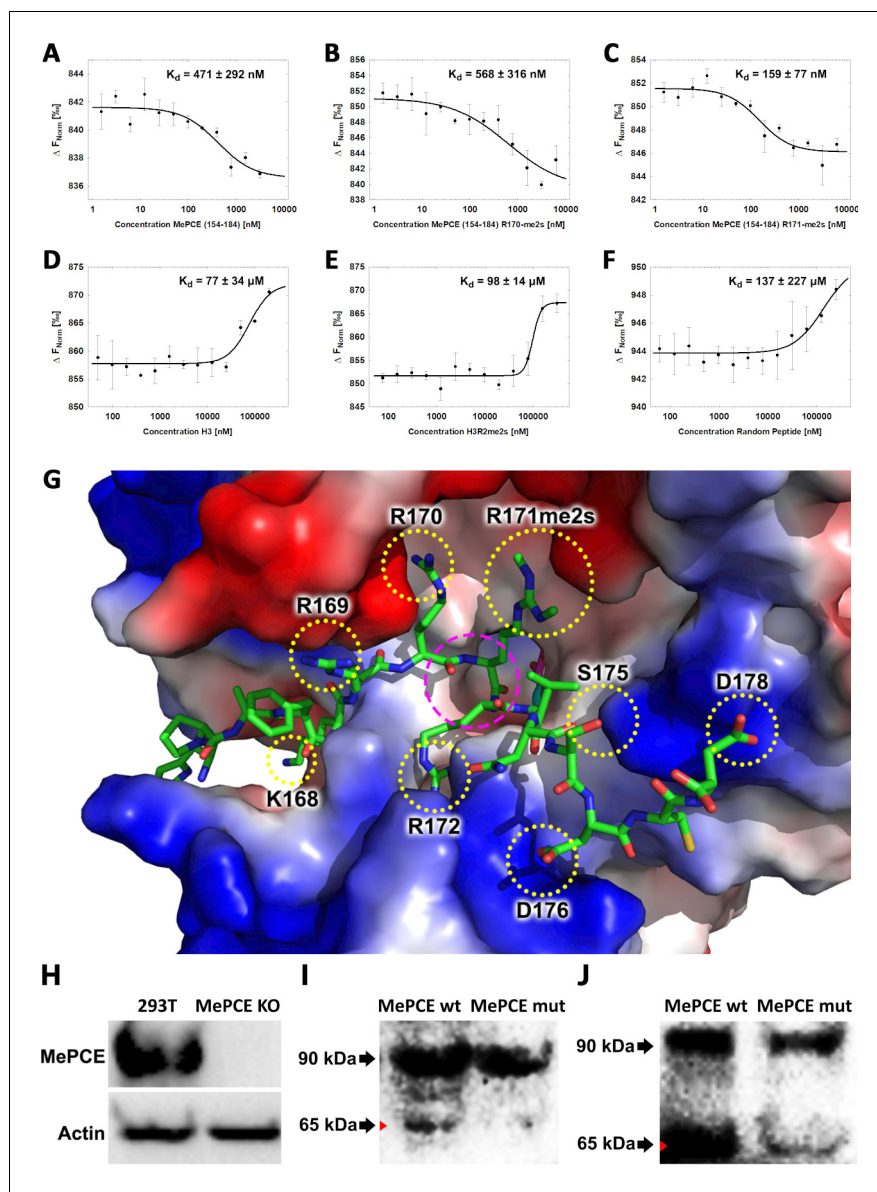 A
K_d = 471 ± 292 nM
Δ F_Norm [‰]
842
840
838
836
1
10
100
1000
10000
Concentration MePCE (154-184) [nM]
B
K_d = 568 ± 316 nM
Δ F_Norm [‰]
856
854
852
850
848
846
844
842
840
838
1
10
100
1000
10000
Concentration MePCE (154-184) R170-me2s [nM]
C
K_d = 159 ± 77 nM
Δ F_Norm [‰]
854
852
850
848
846
844
842
1
10
100
1000
10000
Concentration MePCE (154-184) R171-me2s [nM]
D
K_d = 77 ± 34 µM
Δ F_Norm [‰]
875
870
865
860
855
850
100
1000
10000
100000
Concentration H3 [nM]
E
K_d = 98 ± 14 µM
Δ F_Norm [‰]
875
870
865
860
855
850
845
100
1000
10000
100000
Concentration H3R2me2s [nM]
F
K_d = 137 ± 227 µM
Δ F_Norm [‰]
950
948
946
944
942
940
100
1000
10000
100000
Concentration Random Peptide [nM]
G
R170
R171me2s
R169
S175
D178
K168
R172
D176
H
293T MePCE KO
MePCE
Actin
I
MePCE wt MePCE mut
90 kDa
65 kDa
J
MePCE wt MePCE mut
90 kDa
65 kDa